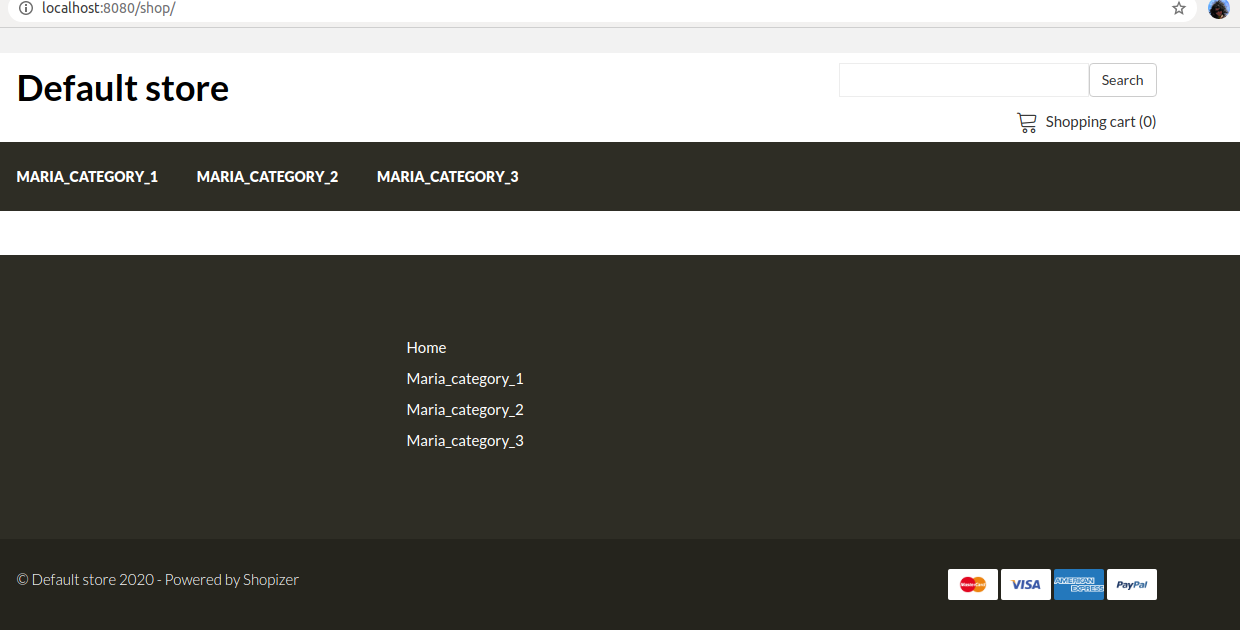 localhost:8080/shop/
Default store
Search
Shopping cart (0)
MARIA_CATEGORY_1 MARIA_CATEGORY_2 MARIA_CATEGORY_3
Home
Maria_category_1
Maria_category_2
Maria_category_3
© Default store 2020 - Powered by Shopizer
MasterCard VISA AMERICAN EXPRESS PayPal